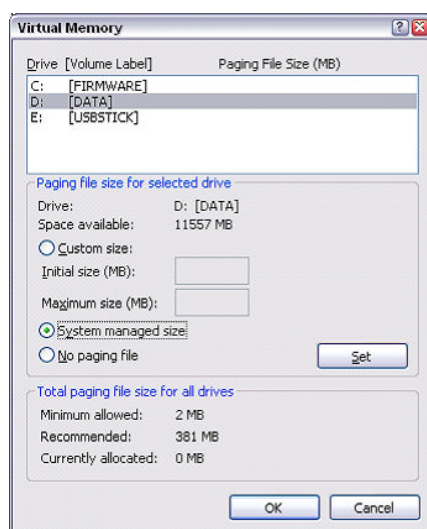 Virtual Memory
Drive [Volume Label] Paging File Size (MB)
C: [FIRMWARE]
D: [DATA]
E: [USBSTICK]
Paging file size for selected drive
Drive: D: [DATA]
Space available: 11557 MB
Custom size:
Initial size (MB):
Maximum size (MB):
System managed size
No paging file
Set
Total paging file size for all drives
Minimum allowed: 2 MB
Recommended: 381 MB
Currently allocated: 0 MB
OK Cancel